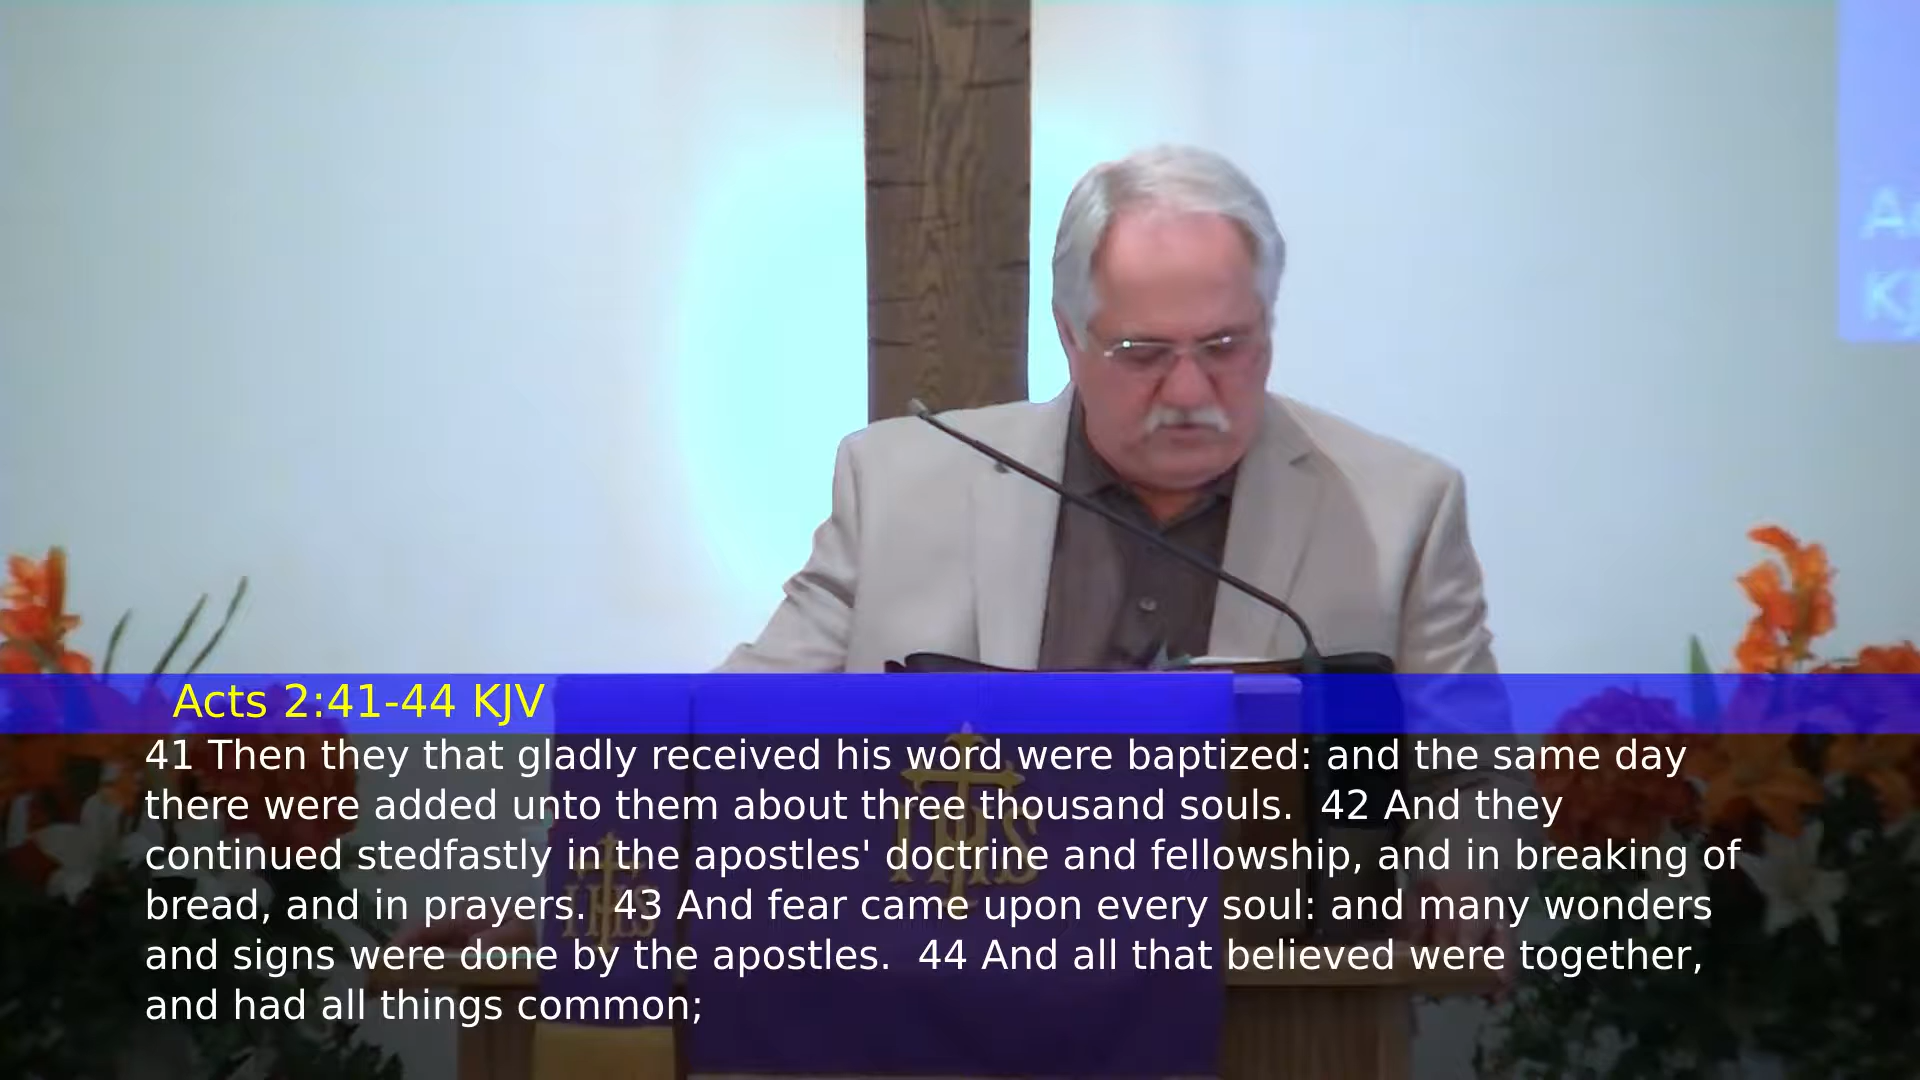 Ac
KJ
Acts 2:41-44 KJV
41 Then they that gladly received his word were baptized: and the same day
there were added unto them about three thousand souls.  42 And they
continued stedfastly in the apostles' doctrine and fellowship, and in breaking of
bread, and in prayers.  43 And fear came upon every soul: and many wonders
and signs were done by the apostles.  44 And all that believed were together,
and had all things common;
IHS
IHS